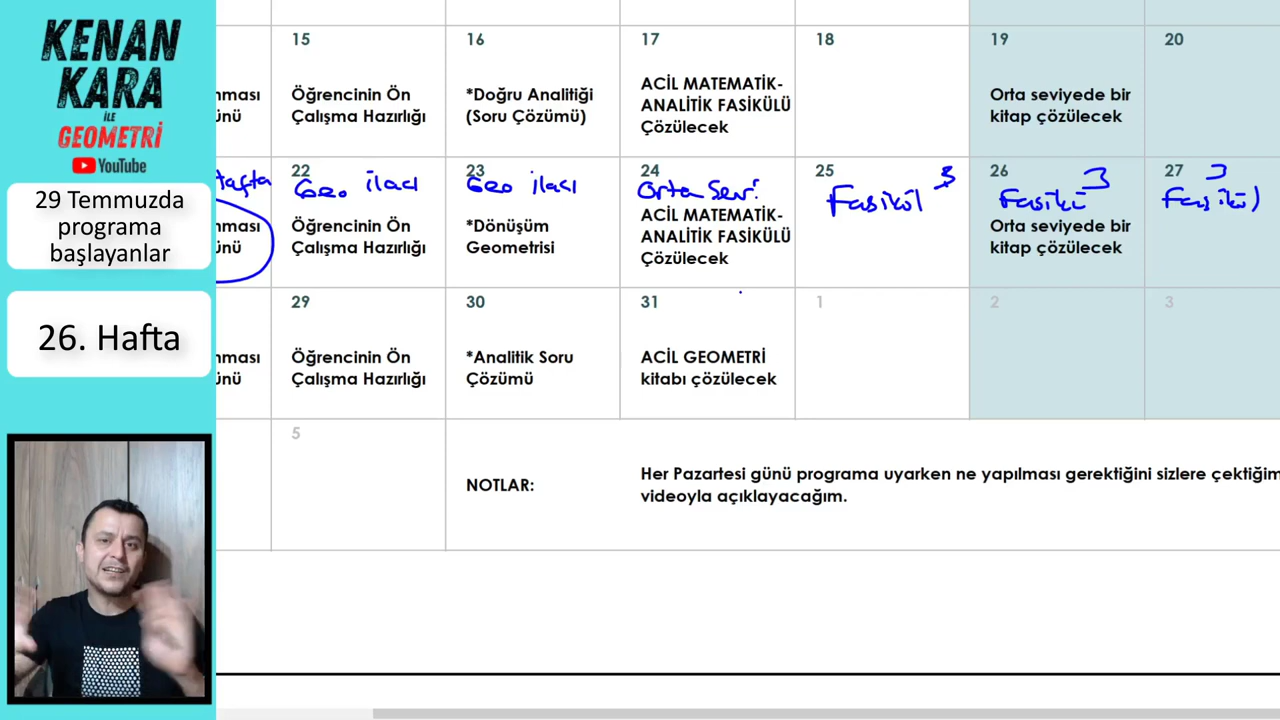 KENAN
KARA
İLE
GEOMETRİ
YouTube
29 Temmuzda
programa
başlayanlar
26. Hafta
15
16
17
18
19
20
nması
ünü
Öğrencinin Ön
Çalışma Hazırlığı
*Doğru Analitiği
(Soru Çözümü)
ACİL MATEMATİK-
ANALİTİK FASİKÜLÜ
Çözülecek
Orta seviyede bir
kitap çözülecek
22
23
24
25
26
27
Geo ilacı
Geo ilacı
Orta Sevi
Fasikül 3
Fasikü 3
Fasikül 3
nması
ünü
Öğrencinin Ön
Çalışma Hazırlığı
*Dönüşüm
Geometrisi
ACİL MATEMATİK-
ANALİTİK FASİKÜLÜ
Çözülecek
Orta seviyede bir
kitap çözülecek
29
30
31
1
2
3
nması
ünü
Öğrencinin Ön
Çalışma Hazırlığı
*Analitik Soru
Çözümü
ACİL GEOMETRİ
kitabı çözülecek
5
NOTLAR:
Her Pazartesi günü programa uyarken ne yapılması gerektiğini sizlere çektiğim
videoyla açıklayacağım.